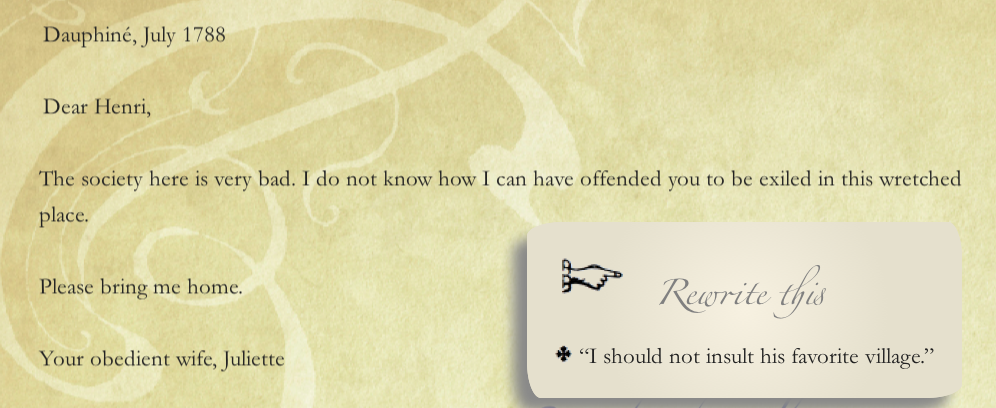 Dauphiné, July 1788
Dear Henri,
The society here is very bad. I do not know how I can have offended you to be exiled in this wretched
place.
Please bring me home.
Your obedient wife, Juliette
Rewrite this
“I should not insult his favorite village.”